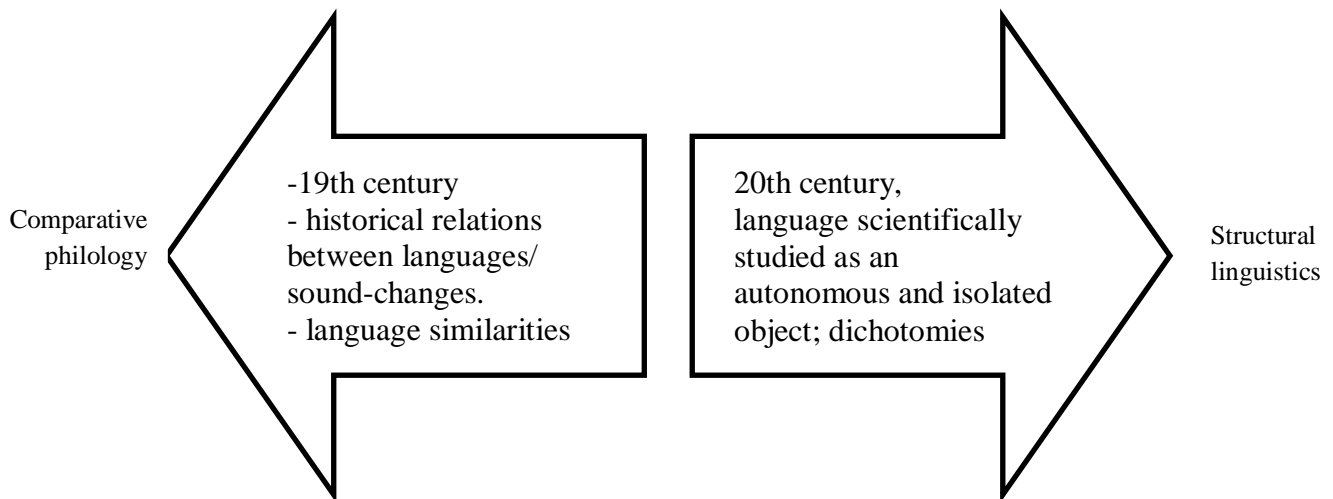 Comparative
philology
-19th century
- historical relations
between languages/
sound-changes.
- language similarities
20th century,
language scientifically
studied as an
autonomous and isolated
object; dichotomies
Structural
linguistics